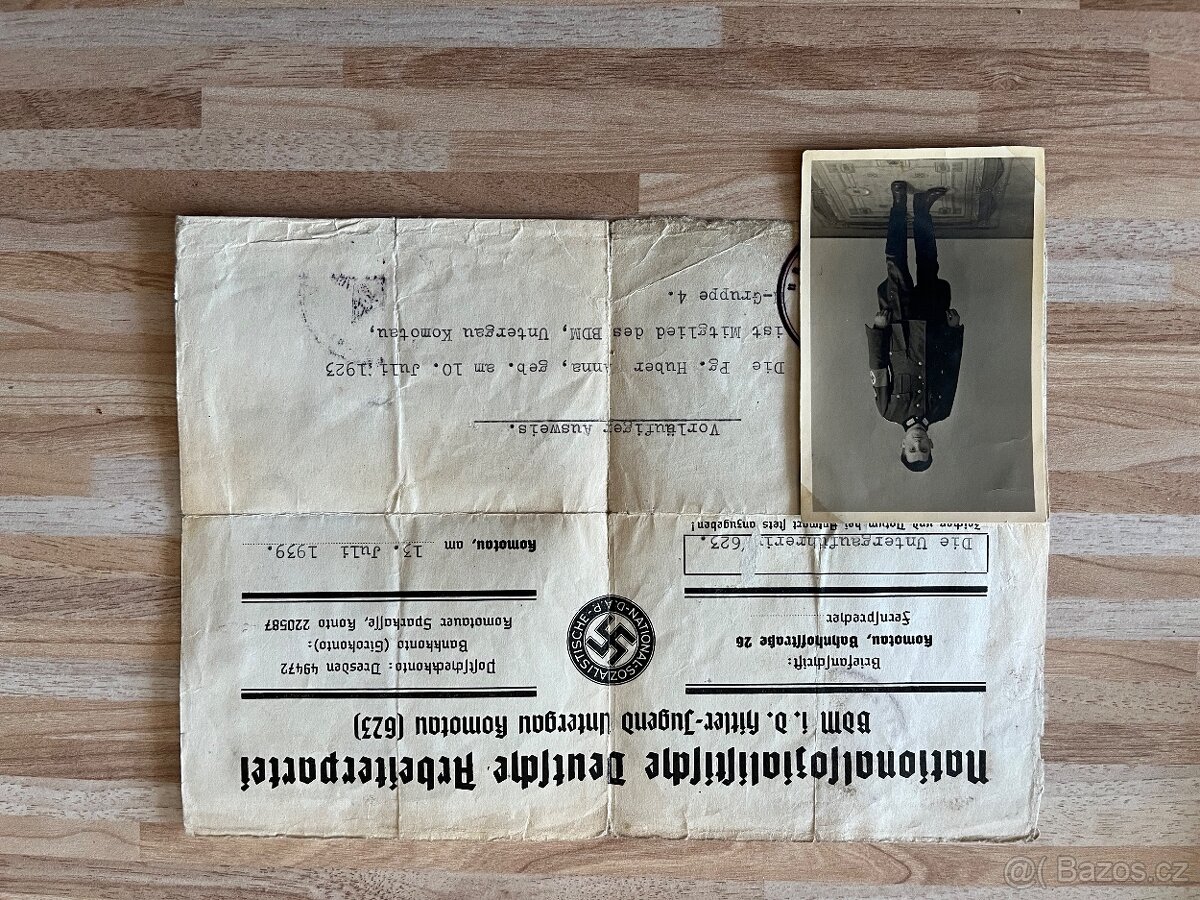 Nationalsozialistische Deutsche Arbeiterpartei
BDM i. D. Hitler-Jugend Untergau Komotau (623)
Briefanschrift:
Komotau, Bahnhofstraße 26
Fernsprecher
NATIONALSOZIALISTISCHE-D.A.P.
Postscheckkonto: Dresden 49472
Bankkonto (Girokonto):
Komotauer Sparkasse, Konto 220587
Die Untergauführerin 623.
Zeichen und Datum bei Antwort stets anzugeben!
Komotau, am 13. Juli 1939.
Vorläufiger Ausweis.
Die Pg. Huber Anna, geb. am 10. Juli 1923
ist Mitglied des BDM, Untergau Komotau,
-Gruppe 4.
@( Bazos.cz